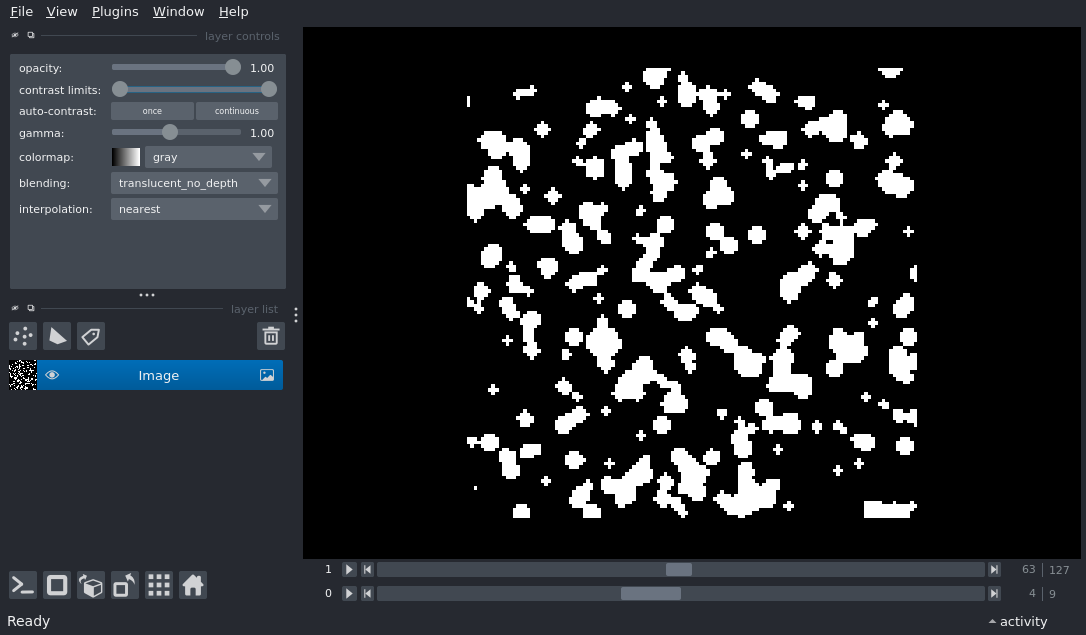 File View Plugins Window Help
layer controls
opacity: 1.00
contrast limits:
auto-contrast: once continuous
gamma: 1.00
colormap: gray
blending: translucent_no_depth
interpolation: nearest
layer list
Image
1 63 127
0 4 9
Ready activity